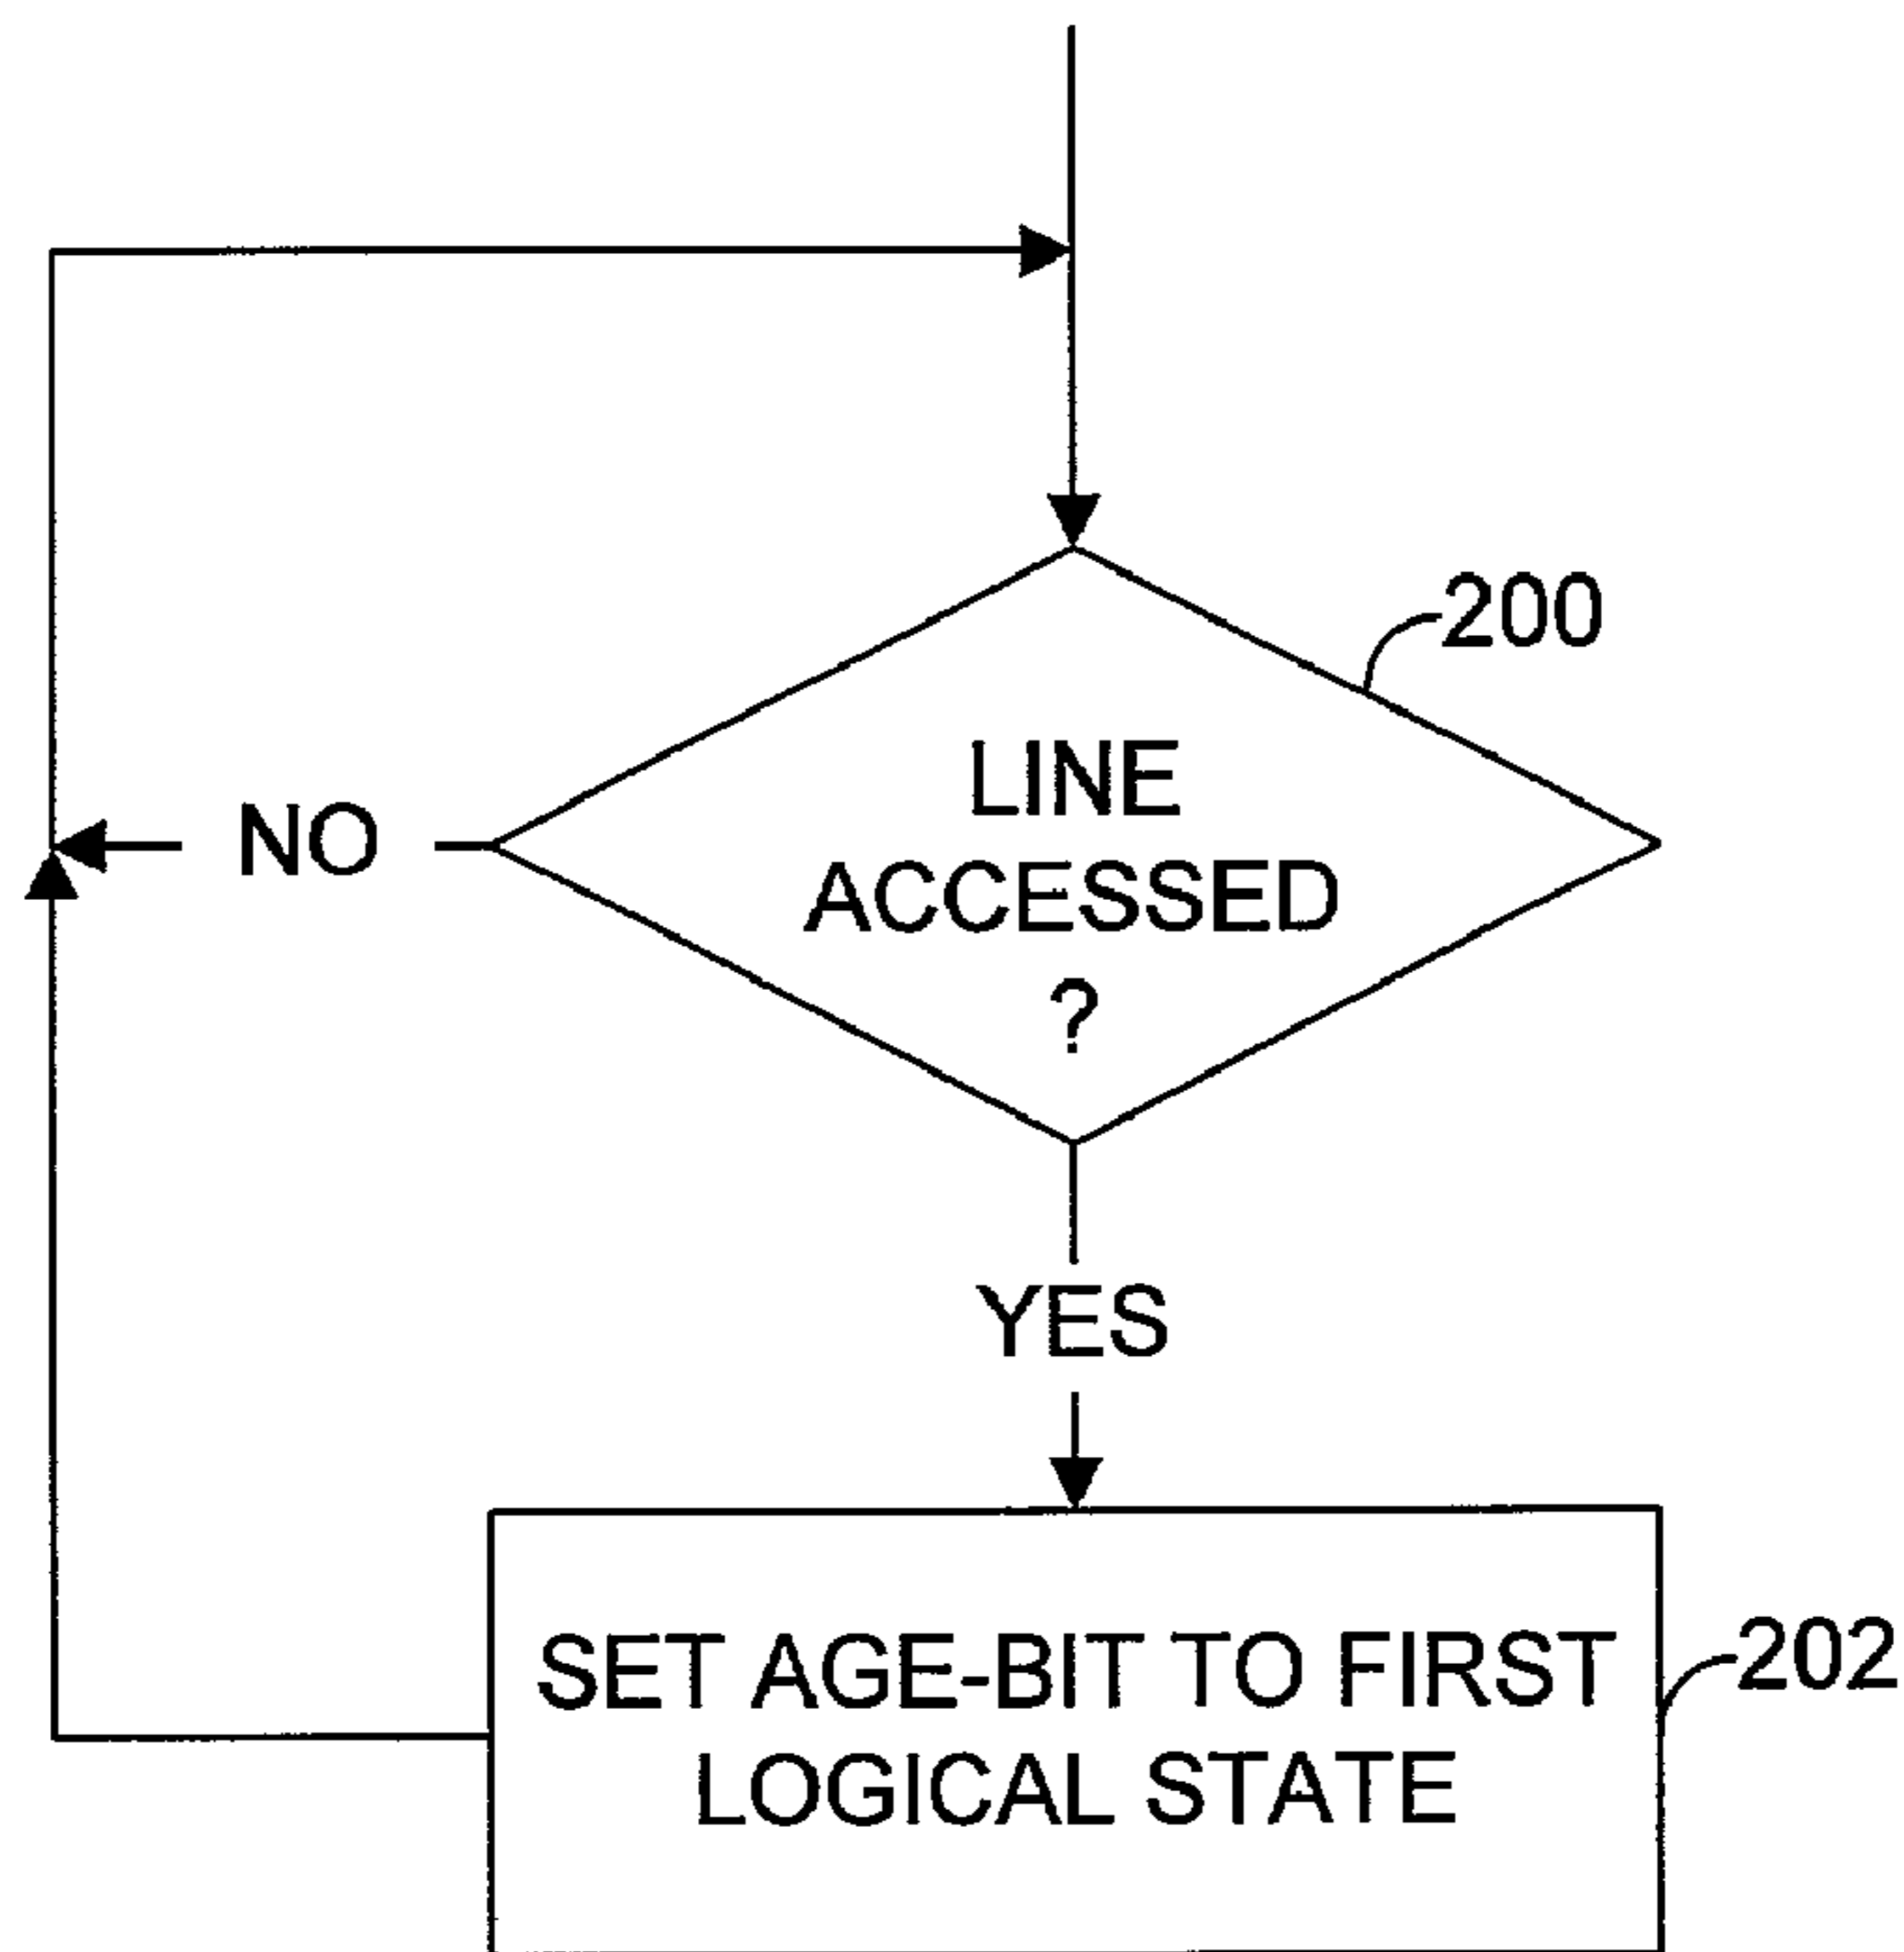 200
LINE
ACCESSED
?
NO
YES
SET AGE-BIT TO FIRST
LOGICAL STATE
202